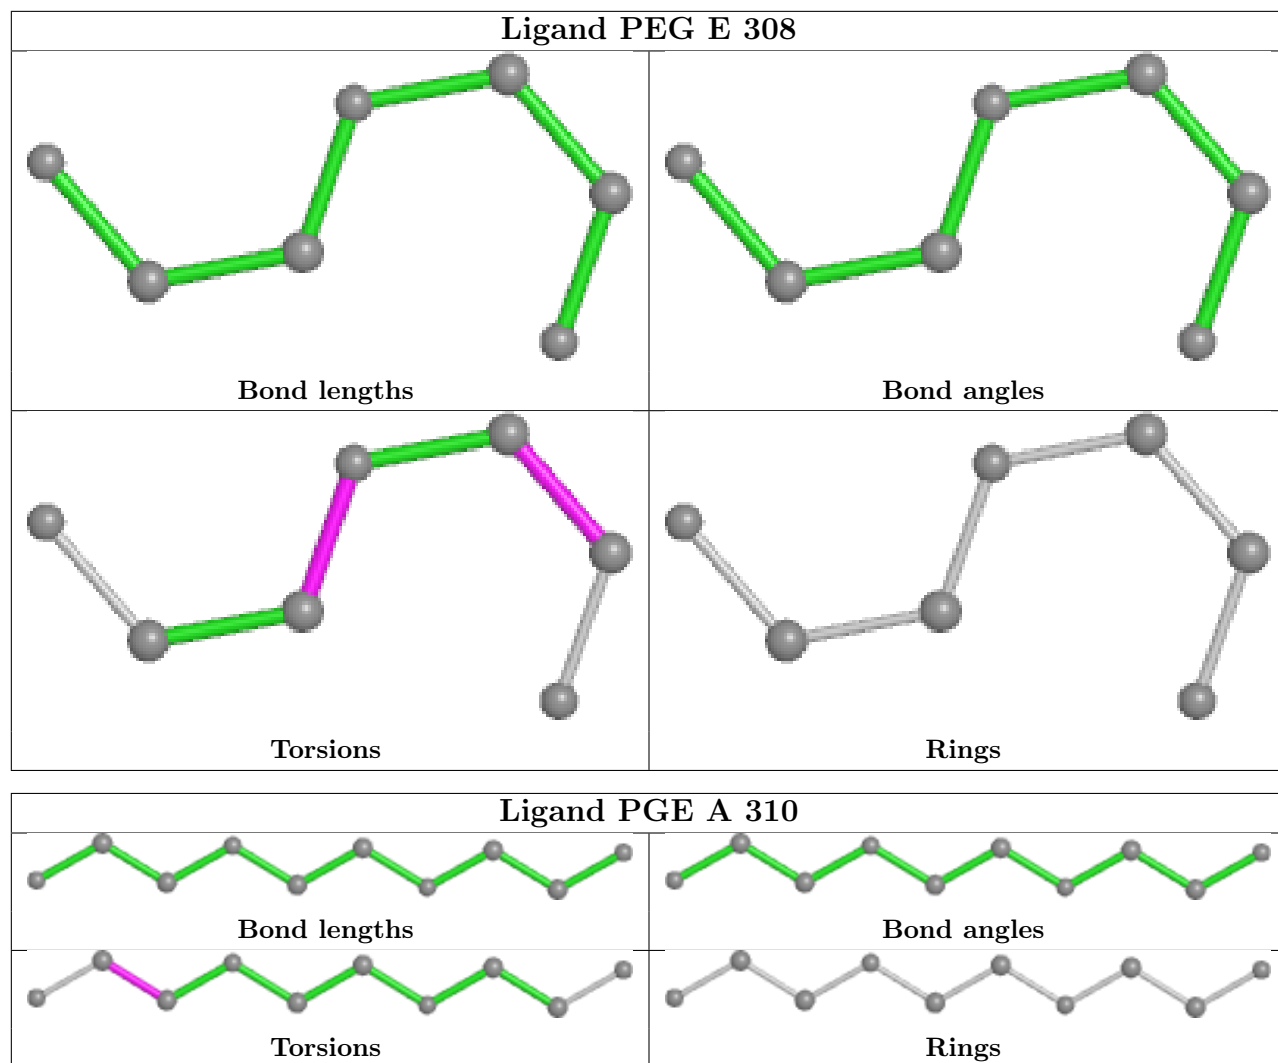 Ligand PEG E 308
Bond lengths
Bond angles
Torsions
Rings
Ligand PGE A 310
Bond lengths
Bond angles
Torsions
Rings